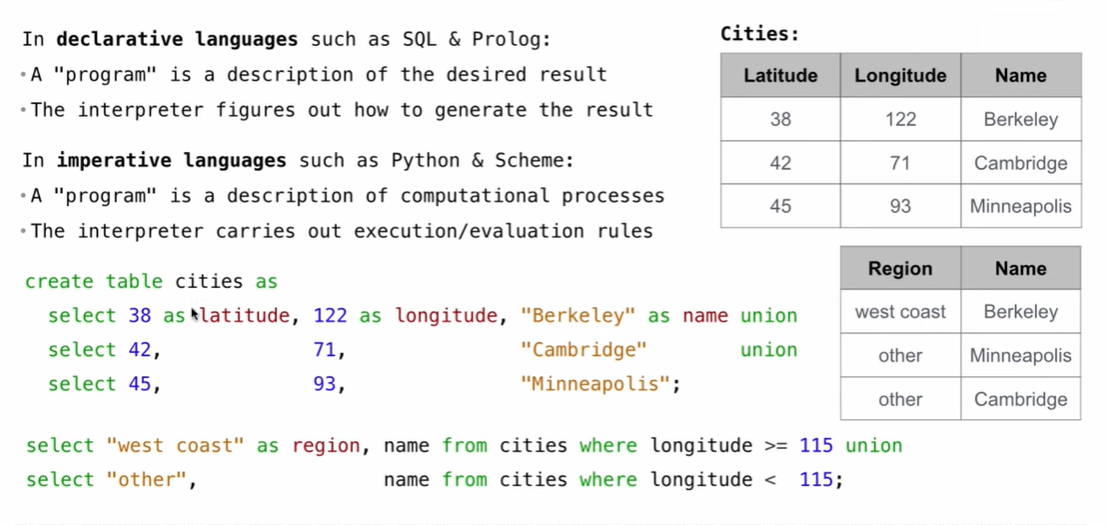 In declarative languages such as SQL & Prolog:
•A "program" is a description of the desired result
•The interpreter figures out how to generate the result
In imperative languages such as Python & Scheme:
•A "program" is a description of computational processes
•The interpreter carries out execution/evaluation rules
create table cities as
select 38 as latitude, 122 as longitude, "Berkeley" as name union
select 42, 71, "Cambridge" union
select 45, 93, "Minneapolis";
select "west coast" as region, name from cities where longitude >= 115 union
select "other", name from cities where longitude < 115;
Cities:
Latitude Longitude Name
38 122 Berkeley
42 71 Cambridge
45 93 Minneapolis
Region Name
west coast Berkeley
other Minneapolis
other Cambridge